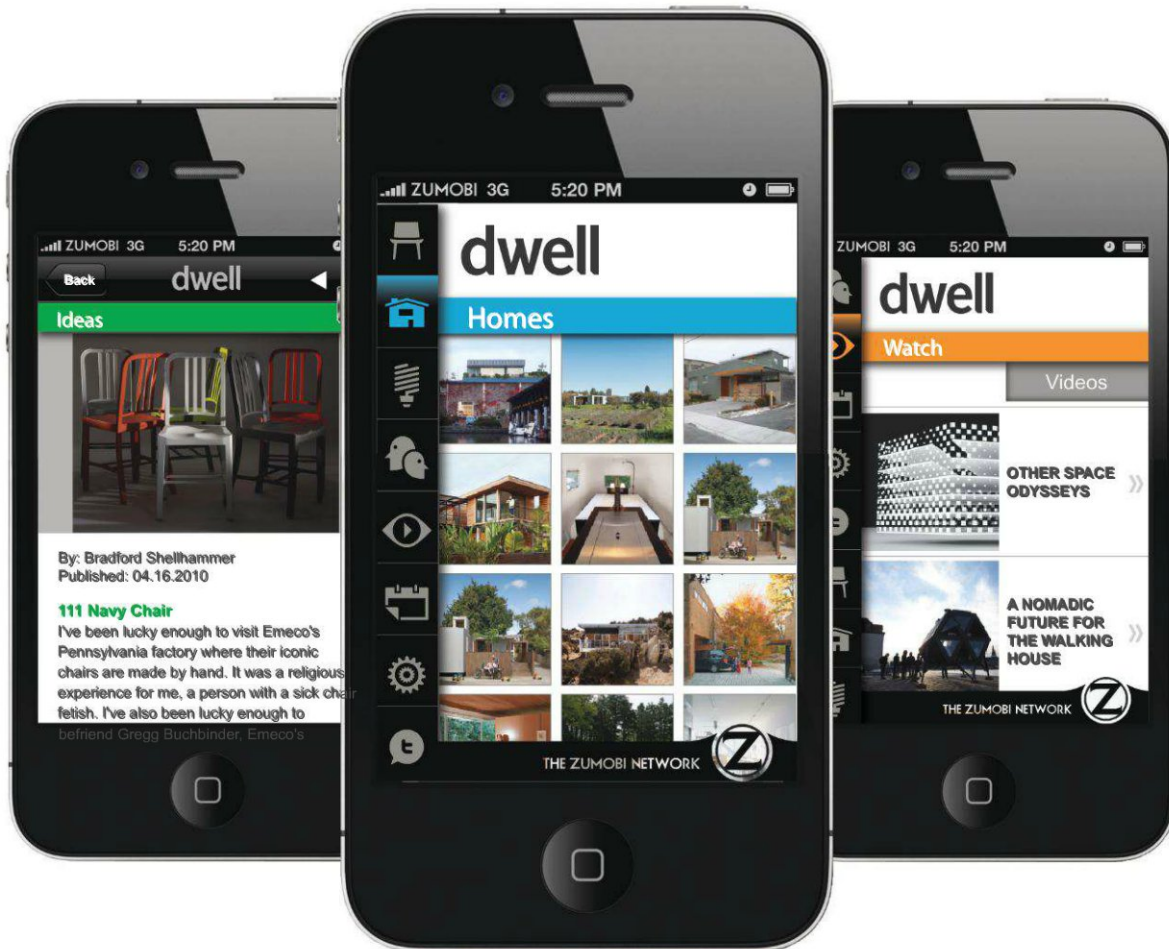 ZUMOBI 3G 5:20 PM
Back dwell
Ideas
By: Bradford Shellhammer
Published: 04.16.2010
111 Navy Chair
I've been lucky enough to visit Emeco's
Pennsylvania factory where their iconic
chairs are made by hand. It was a religious
experience for me, a person with a sick chair
fetish. I've also been lucky enough to
befriend Gregg Buchbinder, Emeco's
ZUMOBI 3G 5:20 PM
dwell
Homes
t
THE ZUMOBI NETWORK Z
ZUMOBI 3G 5:20 PM
dwell
Watch
Videos
OTHER SPACE
ODYSSEYS
A NOMADIC
FUTURE FOR
THE WALKING
HOUSE
THE ZUMOBI NETWORK Z